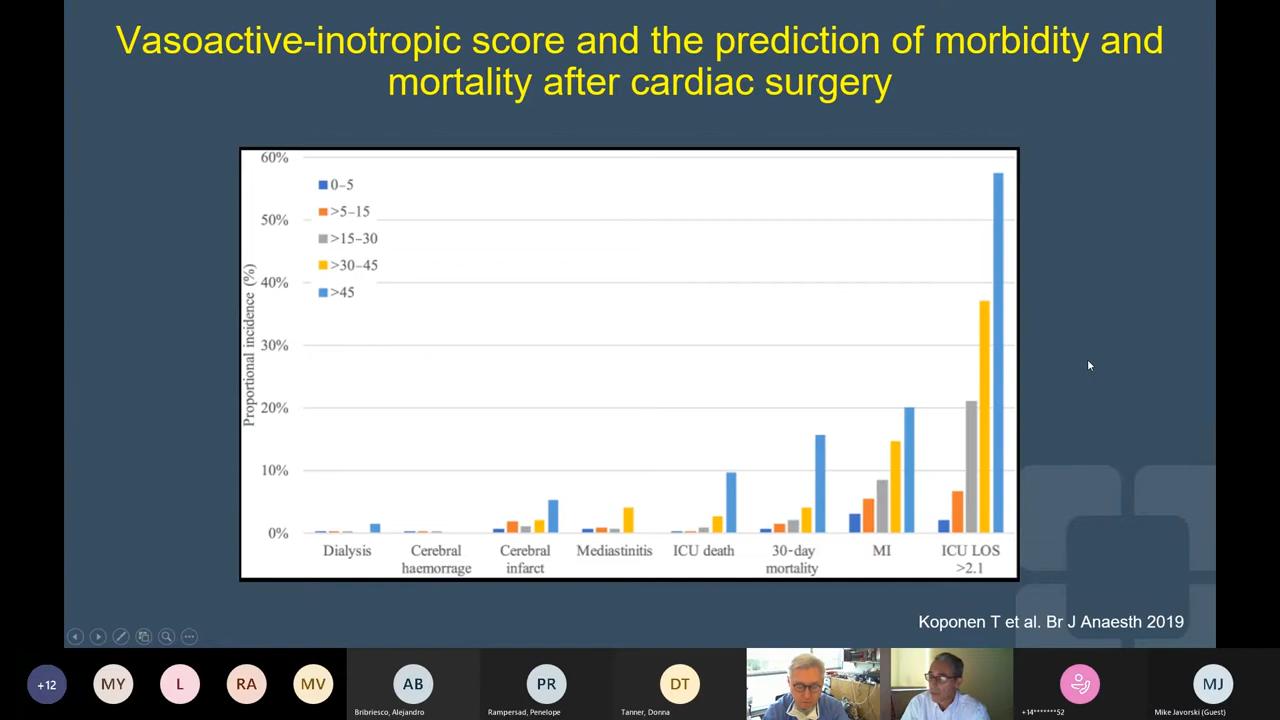 Vasoactive-inotropic score and the prediction of morbidity and
mortality after cardiac surgery
Proportional incidence (%)
60%
50%
40%
30%
20%
10%
0%
0–5
>5–15
>15–30
>30–45
>45
Dialysis
Cerebral
haemorrage
Cerebral
infarct
Mediastinitis
ICU death
30-day
mortality
MI
ICU LOS
>2.1
Koponen T et al. Br J Anaesth 2019
+12
MY
L
RA
MV
AB
Bribriesco, Alejandro
PR
Rampersad, Penelope
DT
Tanner, Donna
+14*******52
MJ
Mike Javorski (Guest)